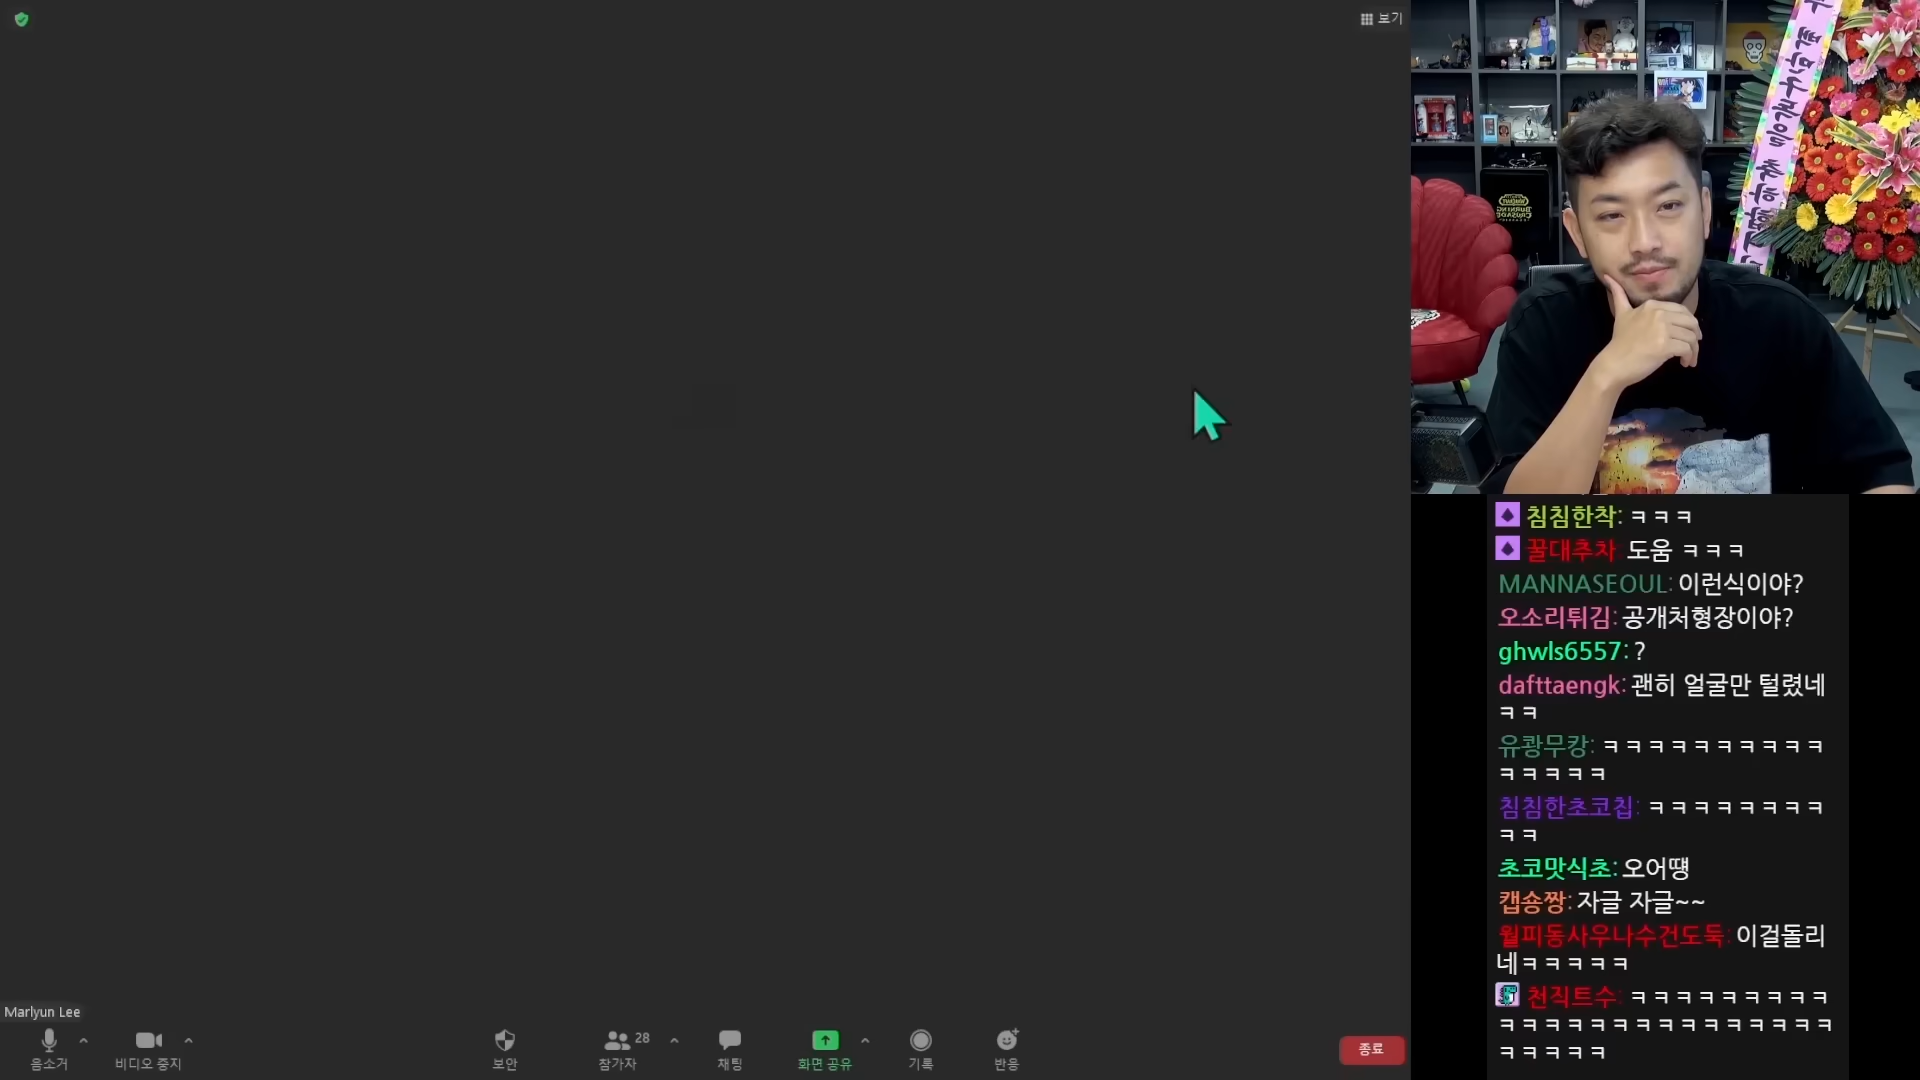 보기
침침한착: ㅋㅋㅋ
꿀대추차 도움 ㅋㅋㅋ
MANNASEOUL: 이런식이야?
오소리튀김: 공개처형장이야?
ghwls6557: ?
dafttaengk: 괜히 얼굴만 털렸네
ㅋㅋ
유쾅무캉: ㅋㅋㅋㅋㅋㅋㅋㅋㅋㅋ
ㅋㅋㅋㅋㅋ
침침한초코칩: ㅋㅋㅋㅋㅋㅋㅋㅋ
ㅋㅋ
초코맛식초: 오어떙
캡숑짱: 자글 자글~~
월피동사우나수건도둑: 이걸돌리
네ㅋㅋㅋㅋㅋ
천직트수: ㅋㅋㅋㅋㅋㅋㅋㅋㅋ
ㅋㅋㅋㅋㅋㅋㅋㅋㅋㅋㅋㅋㅋㅋㅋ
ㅋㅋㅋㅋㅋ
Marlyun Lee
음소거
비디오 중지
보안
참가자 28
채팅
화면 공유
기록
반응
종료